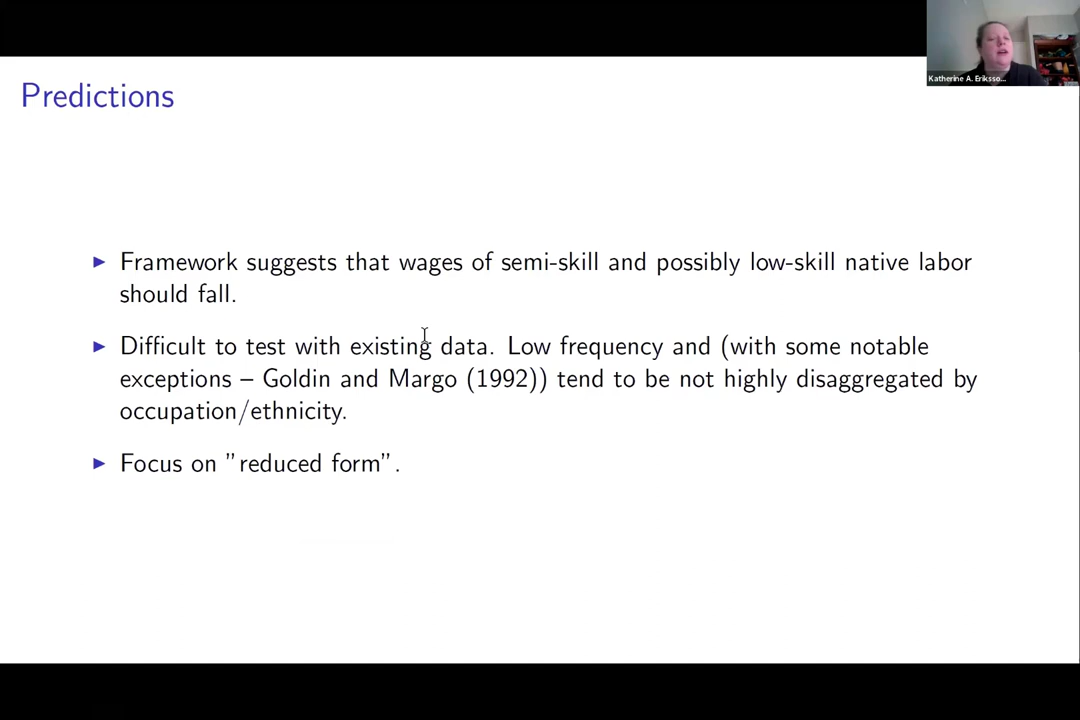 Katherine A. Eriksso...
Predictions
► Framework suggests that wages of semi-skill and possibly low-skill native labor
should fall.
► Difficult to test with existing data. Low frequency and (with some notable
exceptions – Goldin and Margo (1992)) tend to be not highly disaggregated by
occupation/ethnicity.
► Focus on "reduced form".